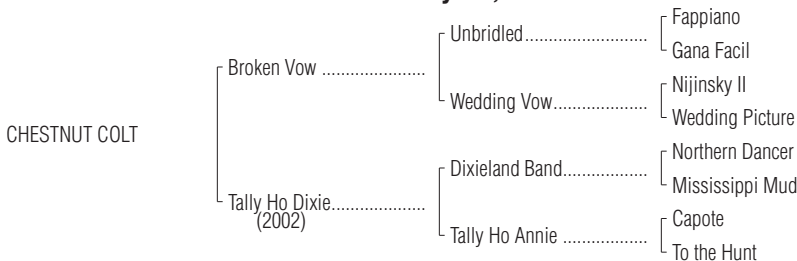 Fappiano
Unbridled..........................
Gana Facil
Broken Vow ......................
Nijinsky II
Wedding Vow....................
Wedding Picture
CHESTNUT COLT
Northern Dancer
Dixieland Band..................
Mississippi Mud
Tally Ho Dixie....................
(2002)
Capote
Tally Ho Annie ..................
To the Hunt